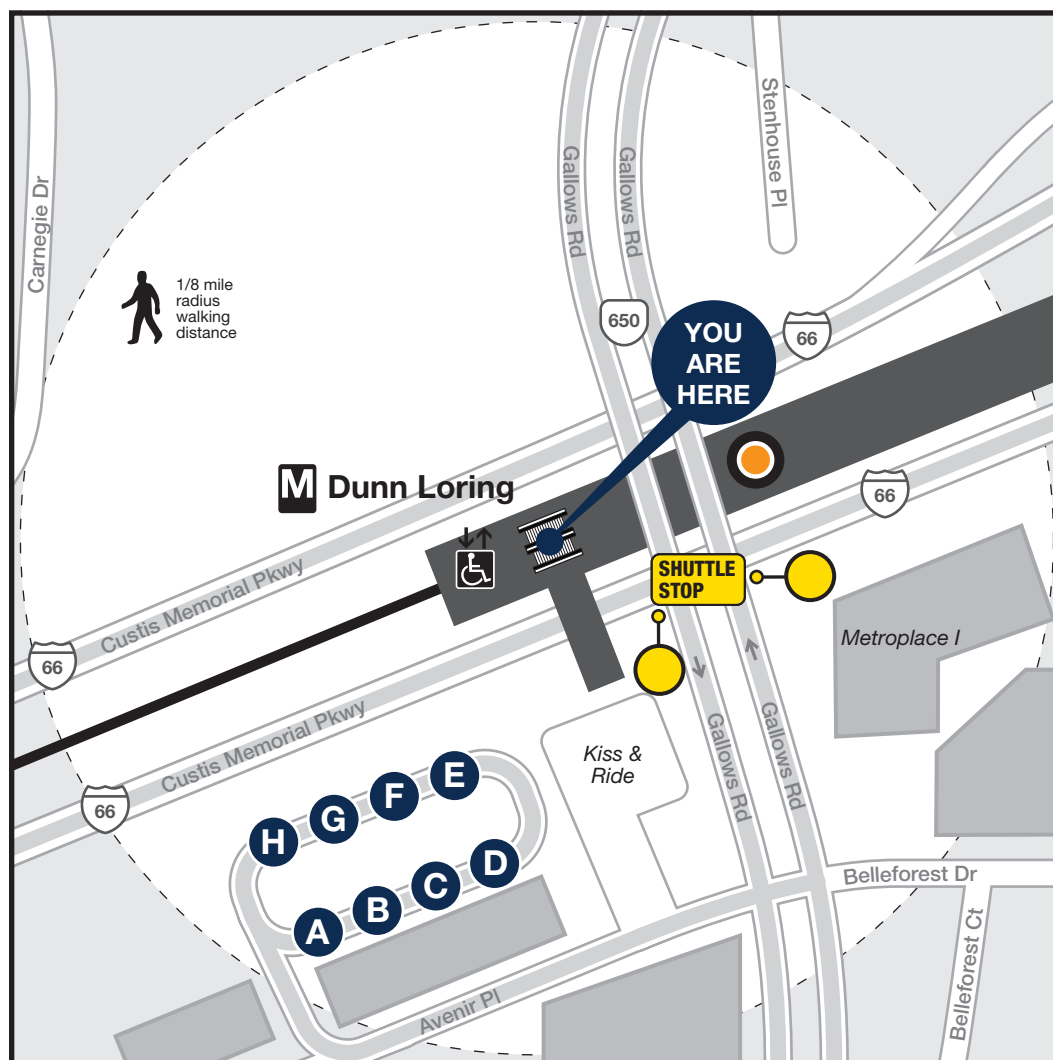 Carnegie Dr
1/8 mile
radius
walking
distance
Gallows Rd
Gallows Rd
Stenhouse Pl
650
66
YOU
ARE
HERE
66
M Dunn Loring
SHUTTLE
STOP
Custis Memorial Pkwy
66
Metroplace I
Custis Memorial Pkwy
66
Kiss &
Ride
Gallows Rd
Gallows Rd
E
F
G
H
D
C
B
A
Belleforest Dr
Belleforest Ct
Avenir Pl